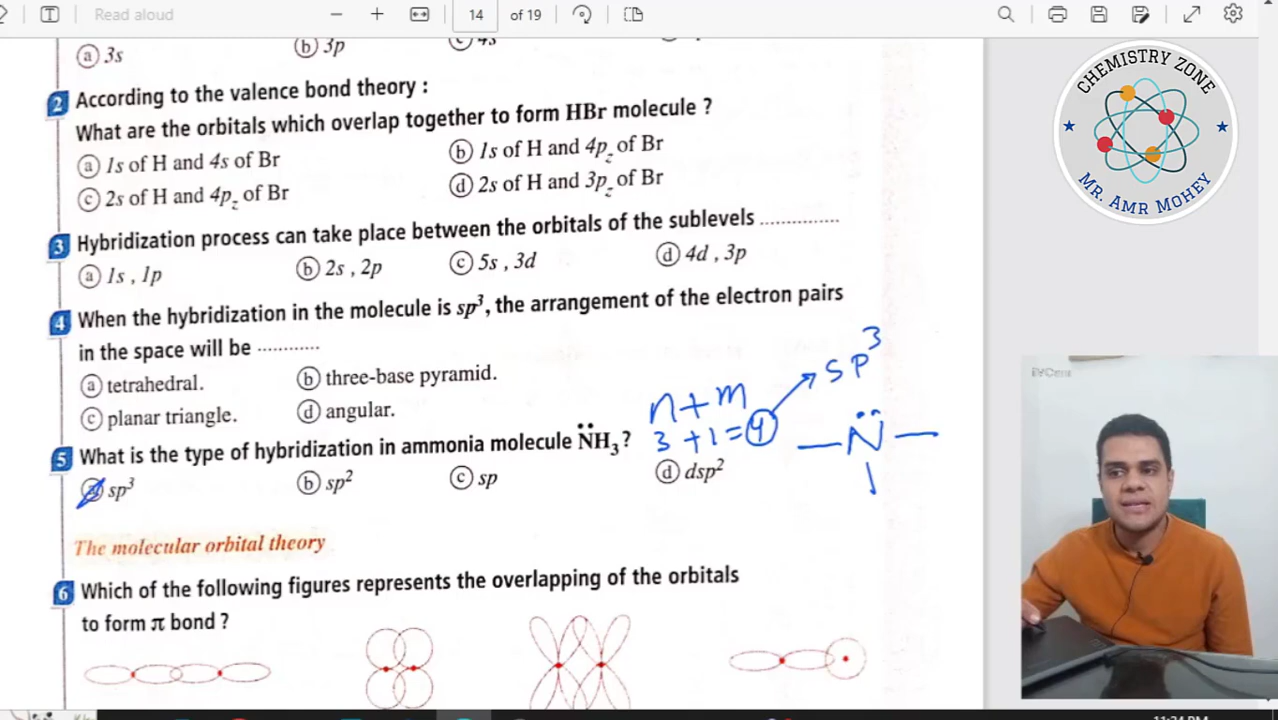 Read aloud
14 of 19
ⓐ 3s ⓑ 3p ⓒ 4s
2 According to the valence bond theory :
What are the orbitals which overlap together to form HBr molecule ?
ⓐ 1s of H and 4s of Br ⓑ 1s of H and 4p_z of Br
ⓒ 2s of H and 4p_z of Br ⓓ 2s of H and 3p_z of Br
3 Hybridization process can take place between the orbitals of the sublevels ...............
ⓐ 1s , 1p ⓑ 2s , 2p ⓒ 5s , 3d ⓓ 4d , 3p
4 When the hybridization in the molecule is sp³, the arrangement of the electron pairs
in the space will be ............
ⓐ tetrahedral. ⓑ three-base pyramid.
ⓒ planar triangle. ⓓ angular.
n+m
3+1=4
sp³
N
5 What is the type of hybridization in ammonia molecule N̈H₃ ?
ⓐ sp³ ⓑ sp² ⓒ sp ⓓ dsp²
The molecular orbital theory
6 Which of the following figures represents the overlapping of the orbitals
to form π bond ?
CHEMISTRY ZONE
MR. AMR MOHEY